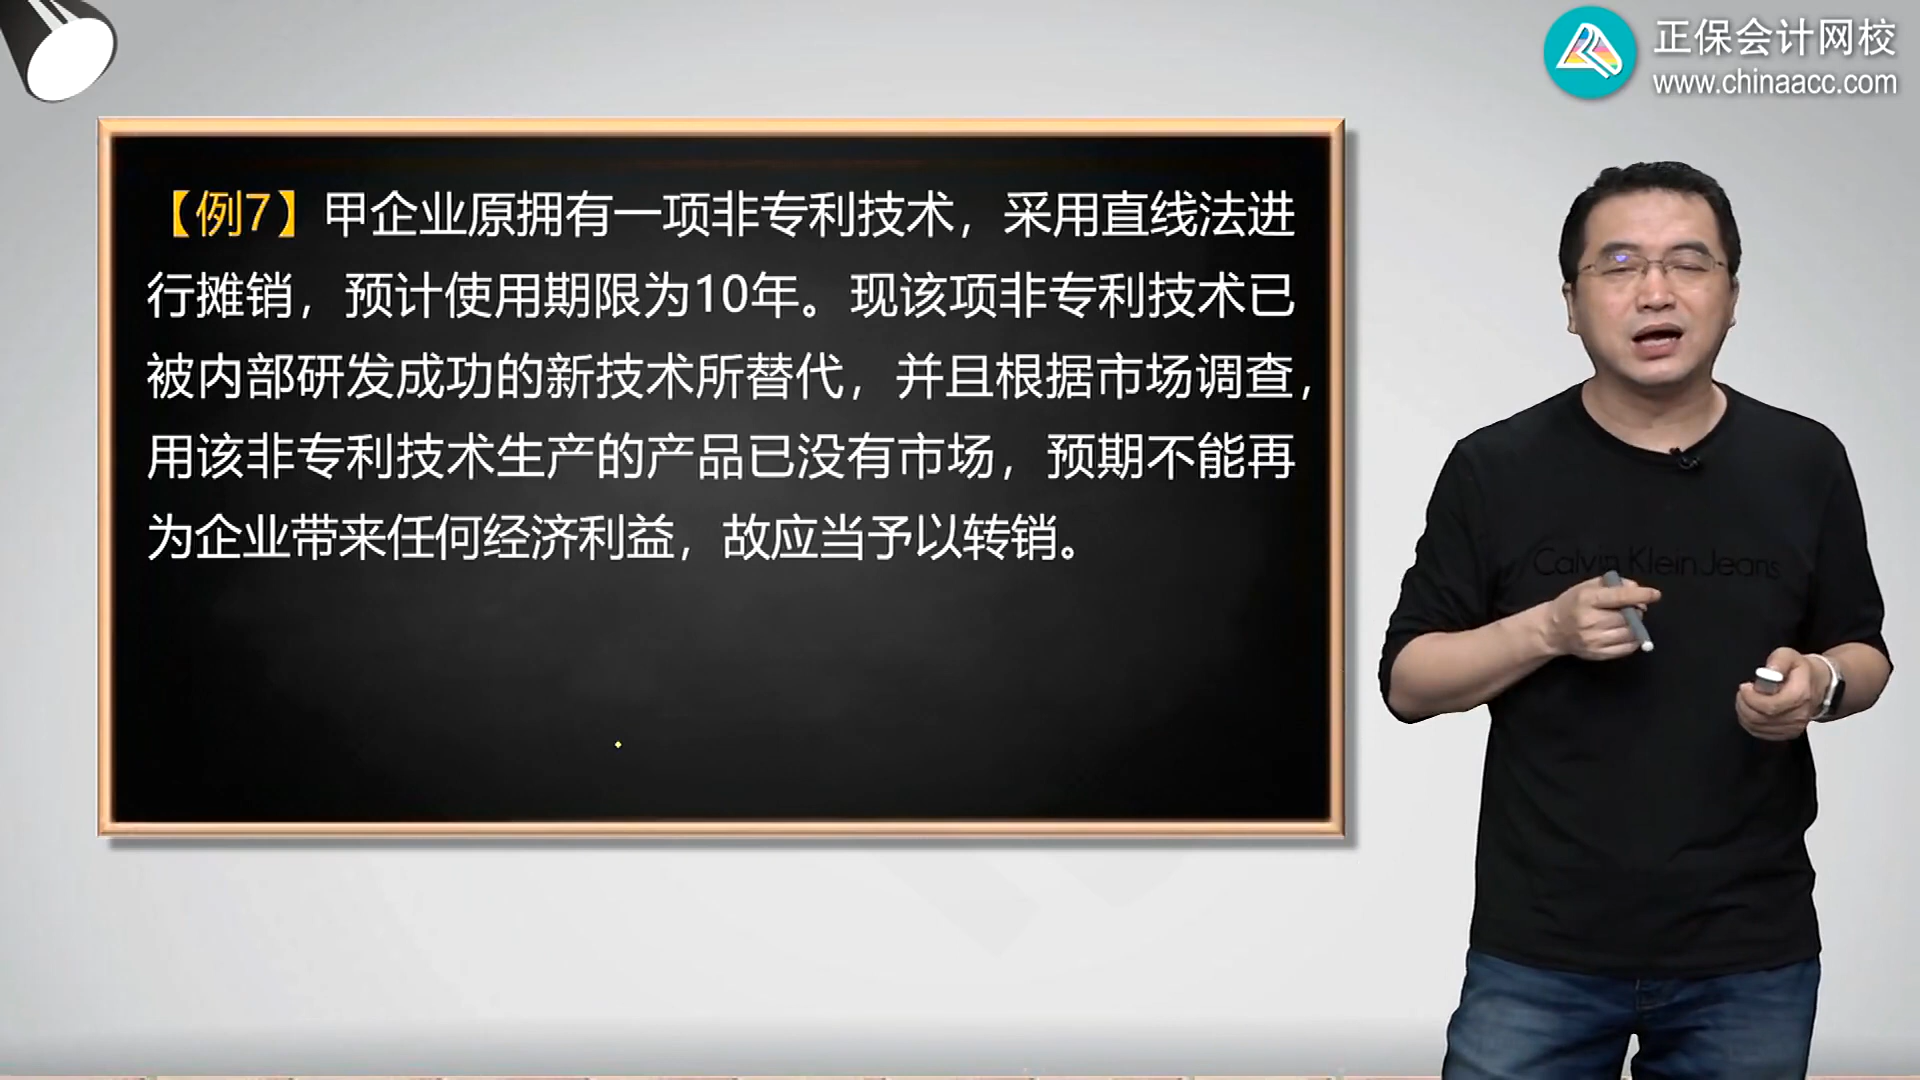 正保会计网校
www.chinaacc.com
【例7】甲企业原拥有一项非专利技术，采用直线法进
行摊销，预计使用期限为10年。现该项非专利技术已
被内部研发成功的新技术所替代，并且根据市场调查，
用该非专利技术生产的产品已没有市场，预期不能再
为企业带来任何经济利益，故应当予以转销。
Calvin Klein Jeans